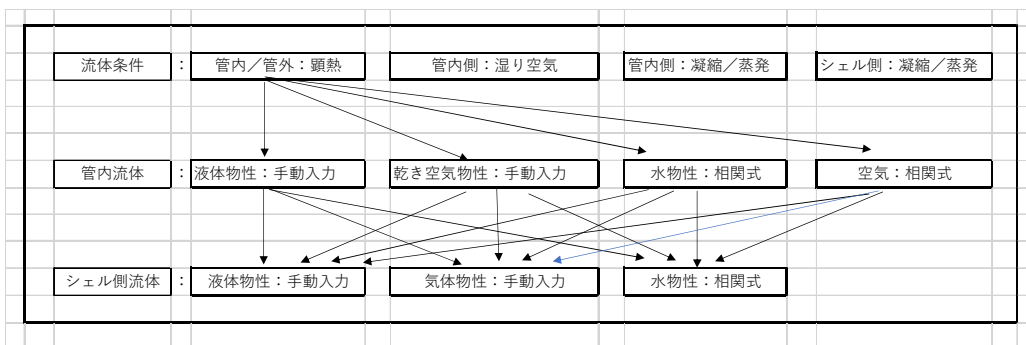 流体条件 : 管内／管外：顕熱 管内側：湿り空気 管内側：凝縮／蒸発 シェル側：凝縮／蒸発
管内流体 : 液体物性：手動入力 乾き空気物性：手動入力 水物性：相関式 空気：相関式
シェル側流体 : 液体物性：手動入力 気体物性：手動入力 水物性：相関式